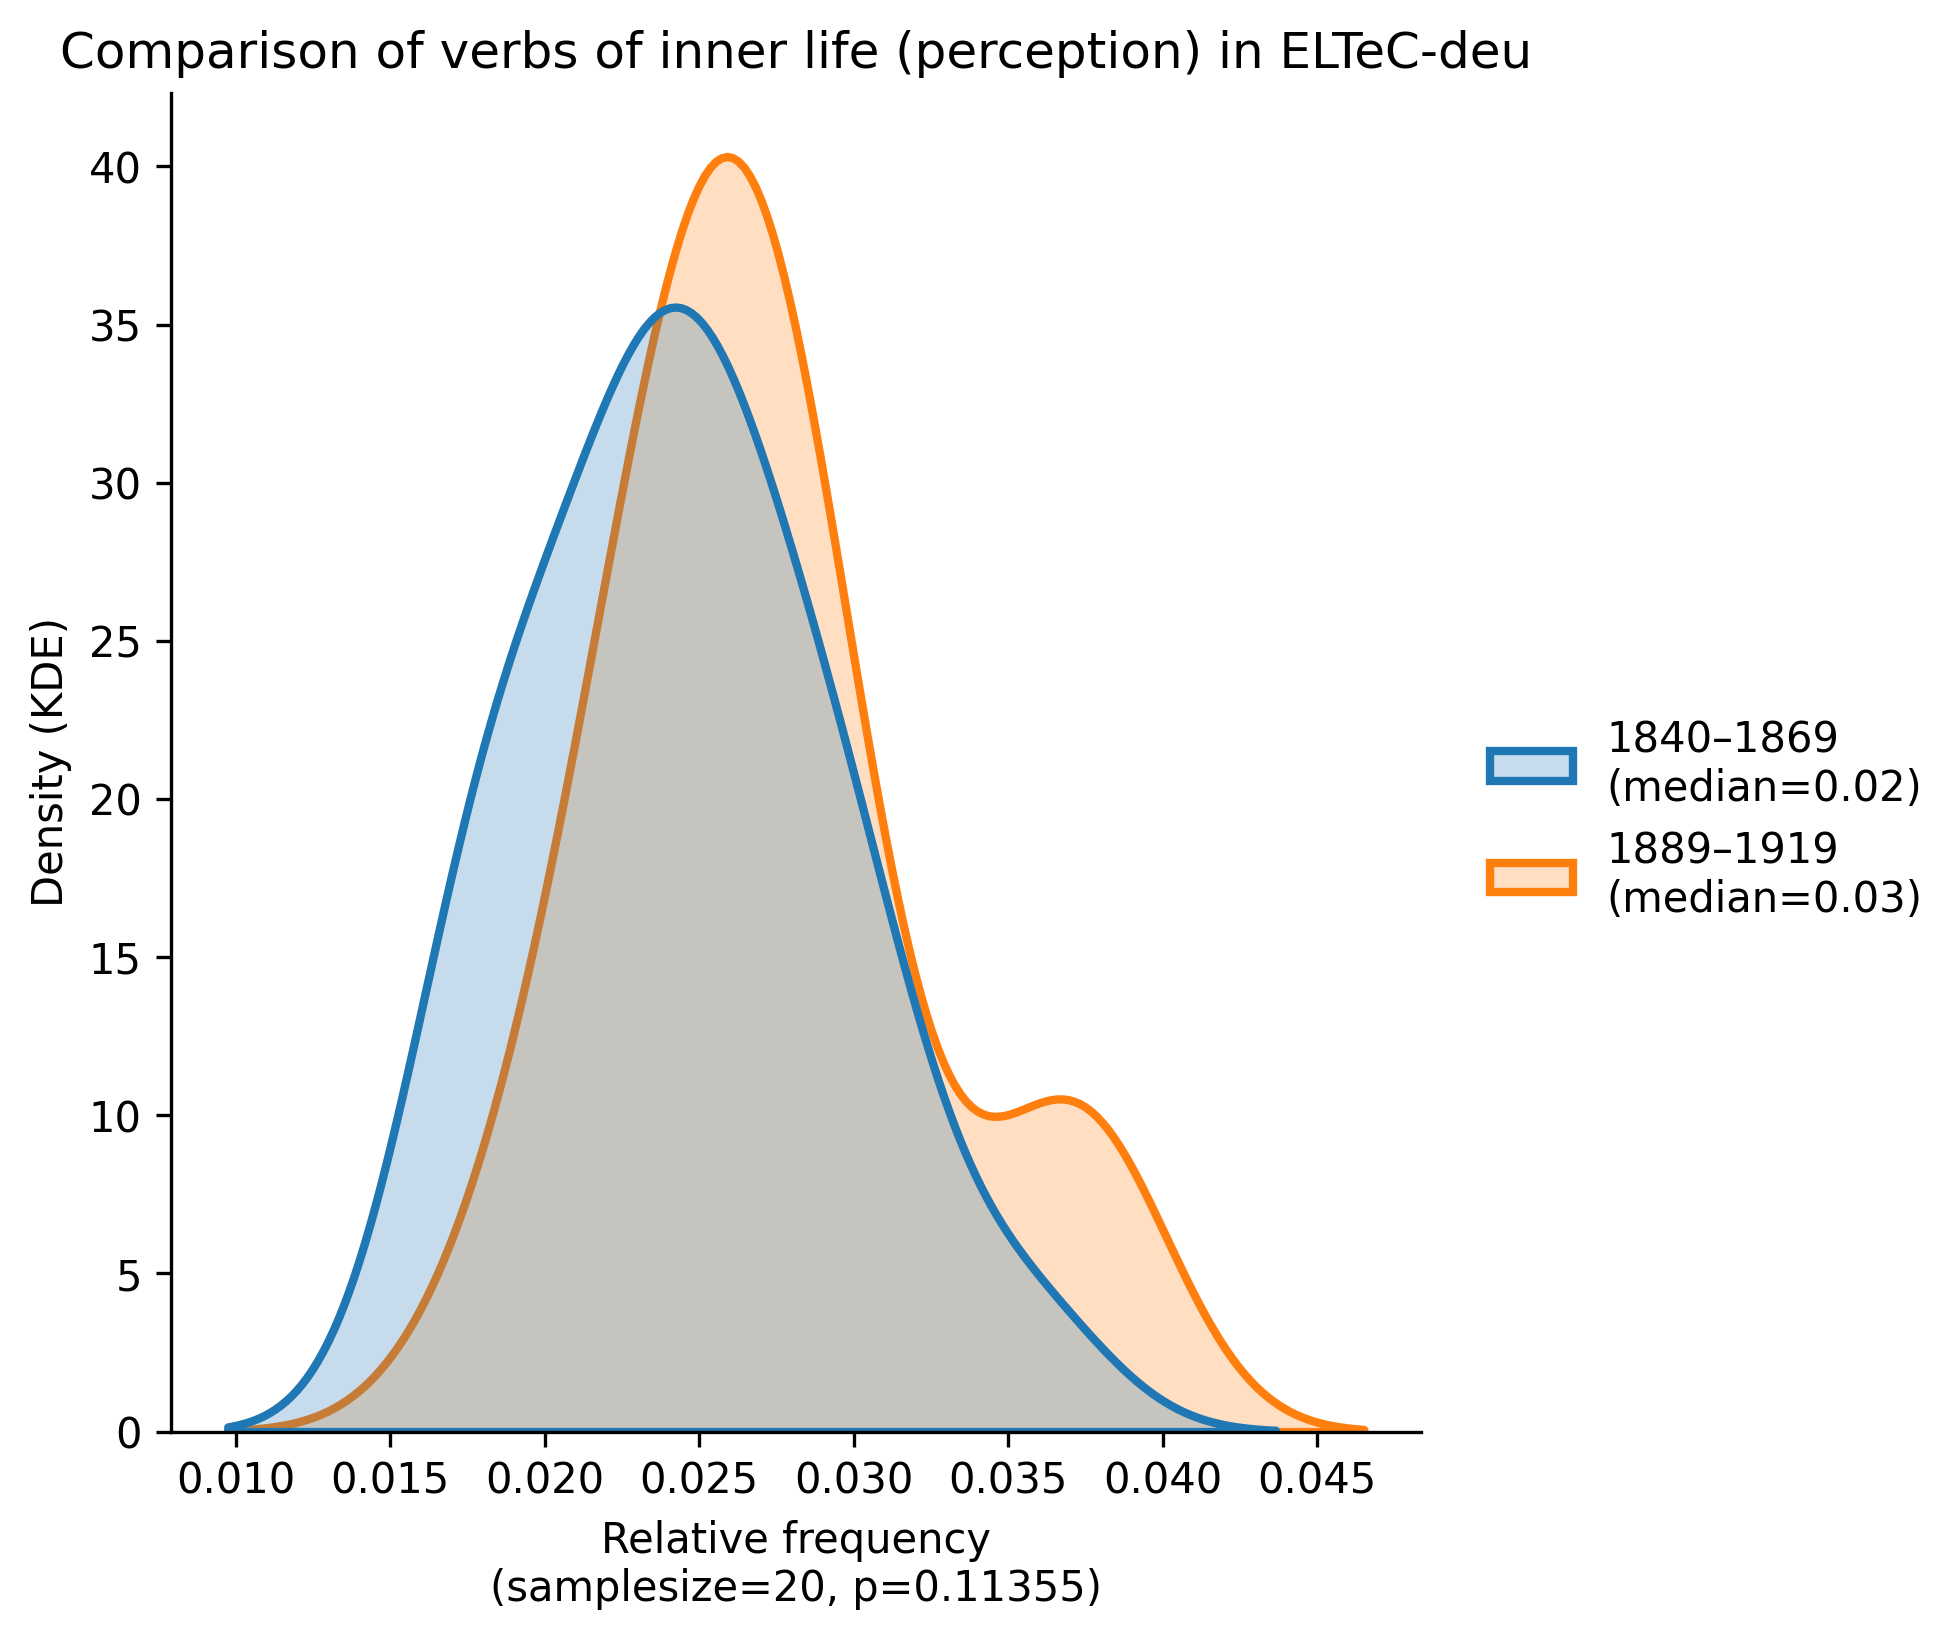 Comparison of verbs of inner life (perception) in ELTeC-deu
Density (KDE)
40
35
30
25
20
15
10
5
0
0.010 0.015 0.020 0.025 0.030 0.035 0.040 0.045
Relative frequency
(samplesize=20, p=0.11355)
1840–1869
(median=0.02)
1889–1919
(median=0.03)